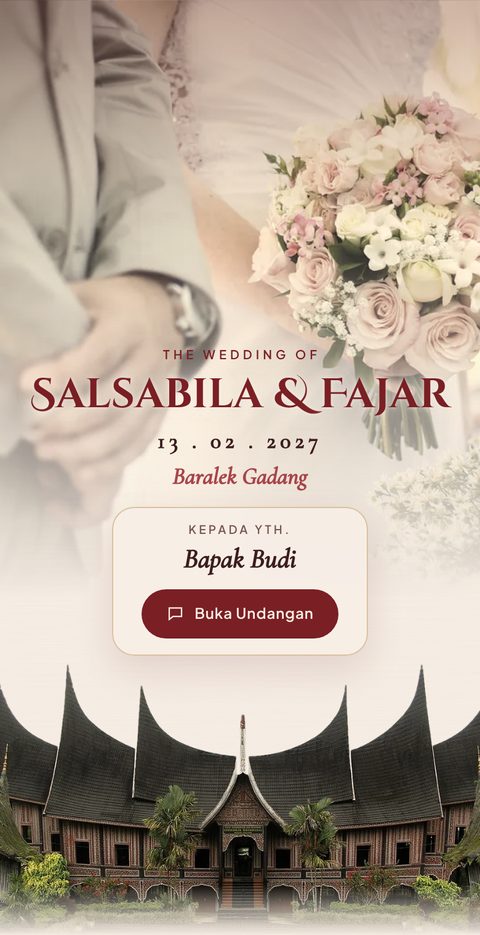 THE WEDDING OF
SALSABILA & FAJAR
13 . 02 . 2027
Baralek Gadang
KEPADA YTH.
Bapak Budi
Buka Undangan